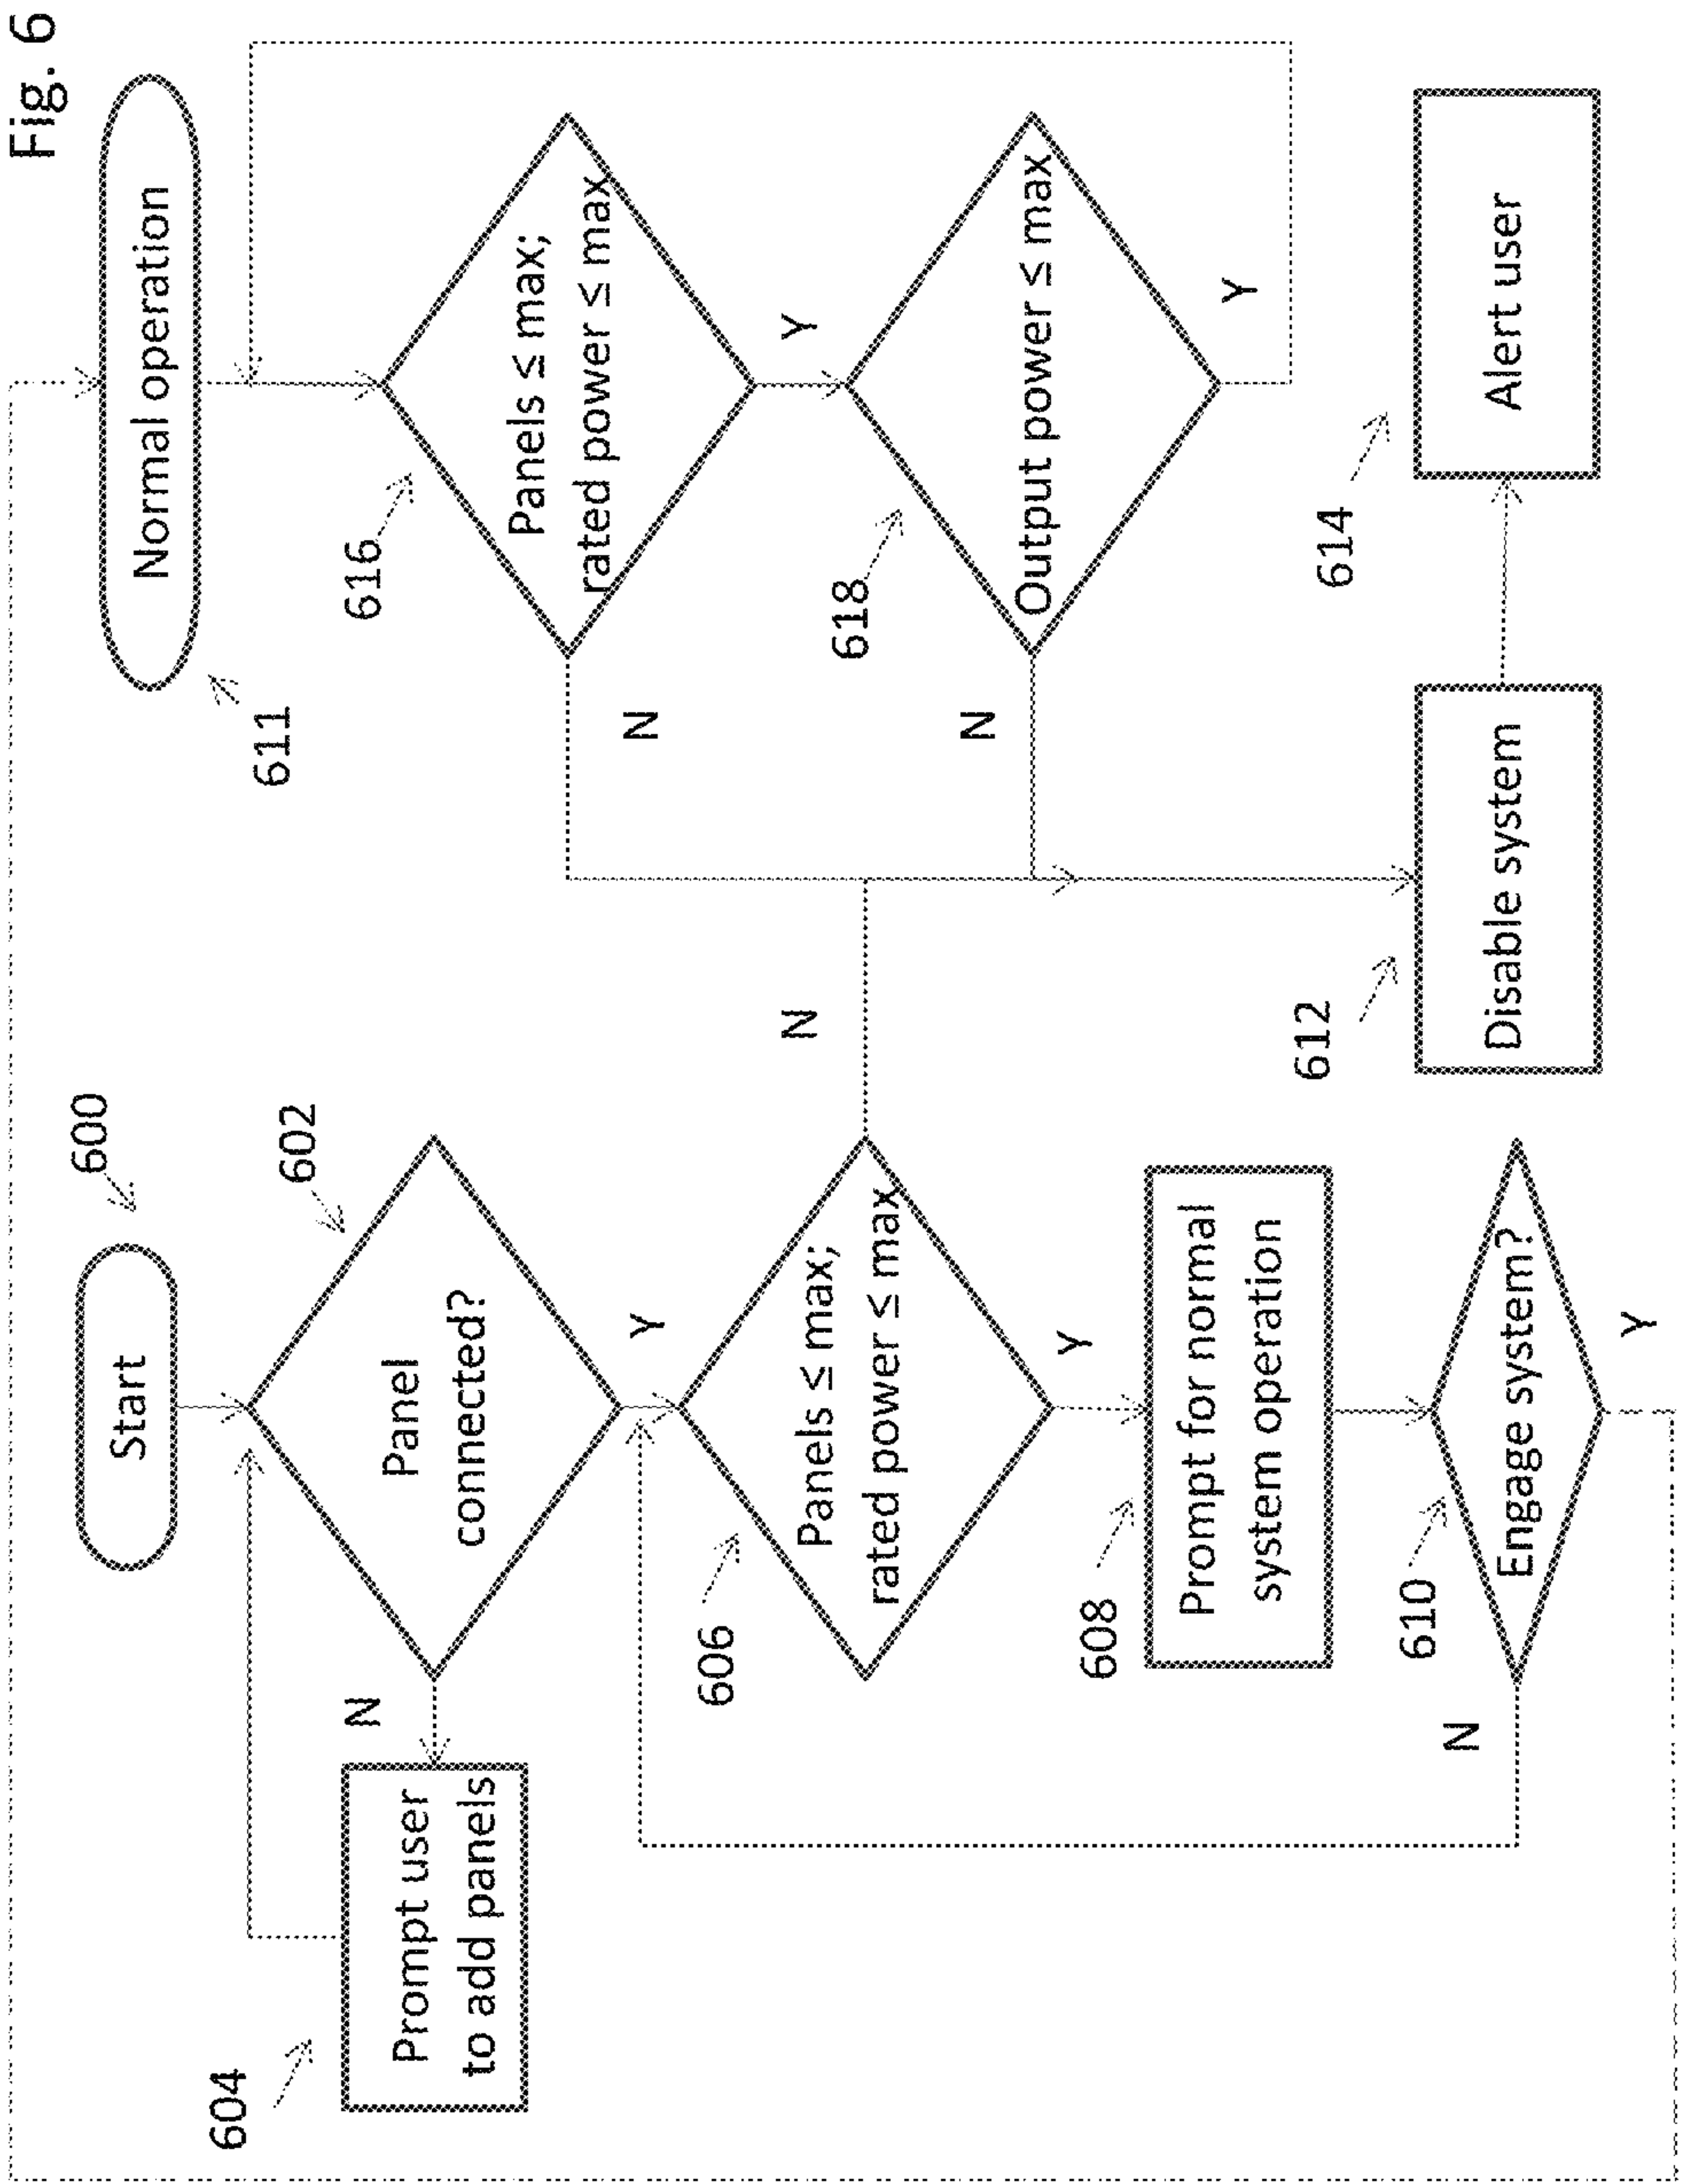 Fig. 6
Start
600
Panel
connected?
602
N
Prompt user
to add panels
604
Y
Panels ≤ max;
rated power ≤ max
606
N
Y
Prompt for normal
system operation
608
Engage system?
610
N
Y
Normal operation
611
Panels ≤ max;
rated power ≤ max
616
N
Y
Output power ≤ max
618
N
Y
Disable system
612
Alert user
614